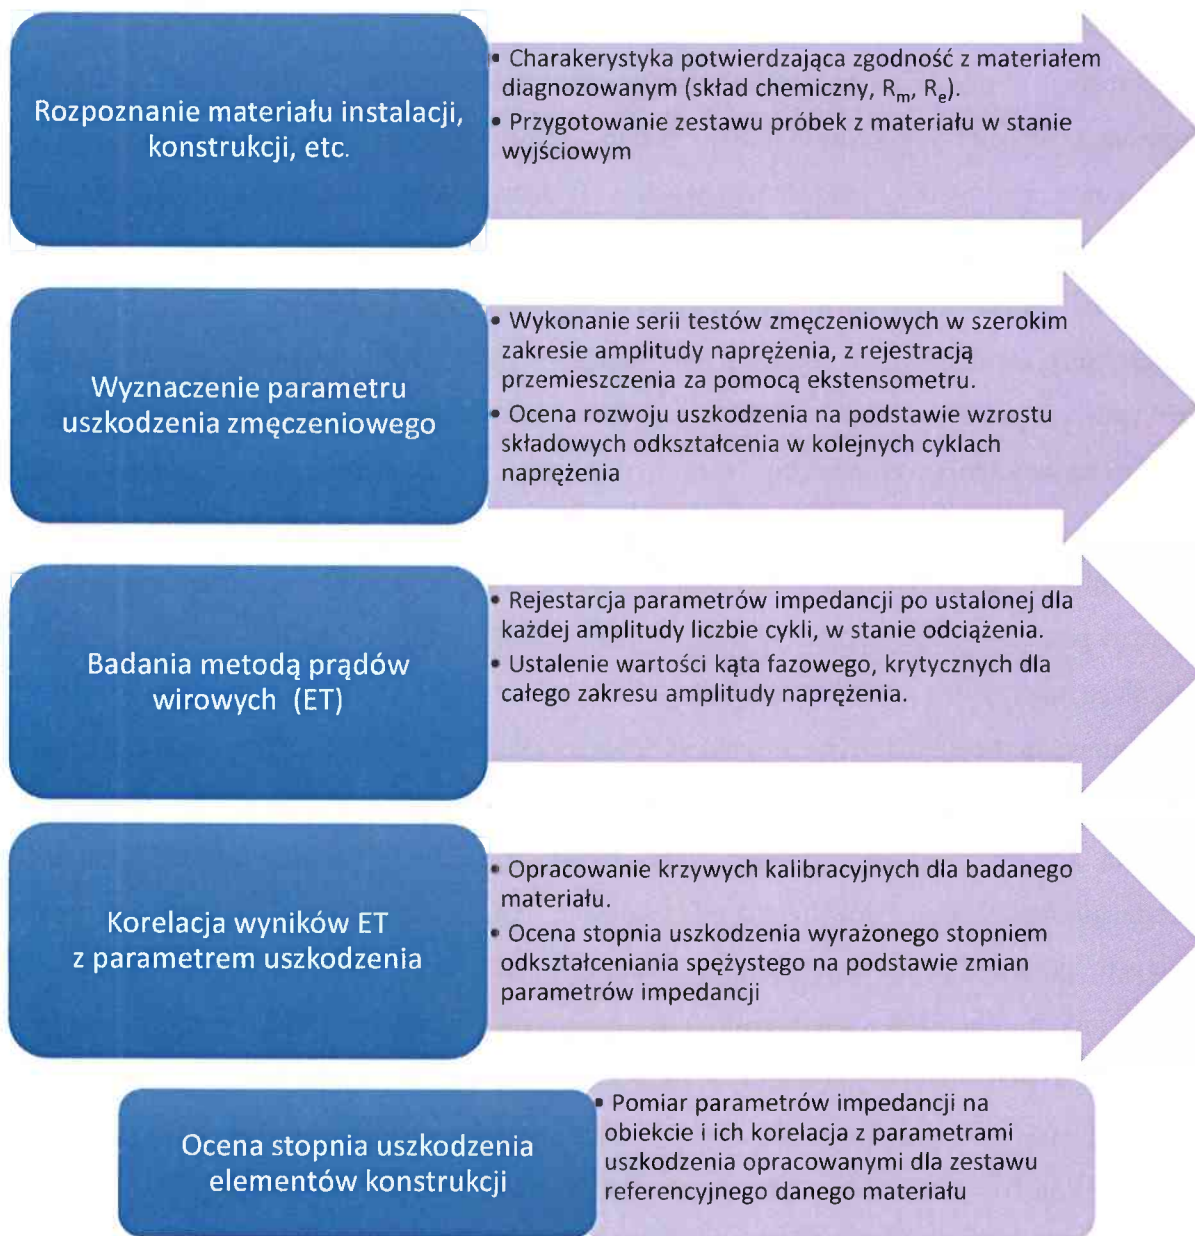 Rozpoznanie materiału instalacji,
konstrukcji, etc.
• Charakerystyka potwierdzająca zgodność z materiałem
diagnozowanym (skład chemiczny, Rm, Re).
• Przygotowanie zestawu próbek z materiału w stanie
wyjściowym
Wyznaczenie parametru
uszkodzenia zmęczeniowego
• Wykonanie serii testów zmęczeniowych w szerokim
zakresie amplitudy naprężenia, z rejestracją
przemieszczenia za pomocą ekstensometru.
• Ocena rozwoju uszkodzenia na podstawie wzrostu
składowych odkształcenia w kolejnych cyklach
naprężenia
Badania metodą prądów
wirowych (ET)
• Rejestarcja parametrów impedancji po ustalonej dla
każdej amplitudy liczbie cykli, w stanie odciążenia.
• Ustalenie wartości kąta fazowego, krytycznych dla
całego zakresu amplitudy naprężenia.
Korelacja wyników ET
z parametrem uszkodzenia
• Opracowanie krzywych kalibracyjnych dla badanego
materiału.
• Ocena stopnia uszkodzenia wyrażonego stopniem
odkształceniania spężystego na podstawie zmian
parametrów impedancji
Ocena stopnia uszkodzenia
elementów konstrukcji
• Pomiar parametrów impedancji na
obiekcie i ich korelacja z parametrami
uszkodzenia opracowanymi dla zestawu
referencyjnego danego materiału